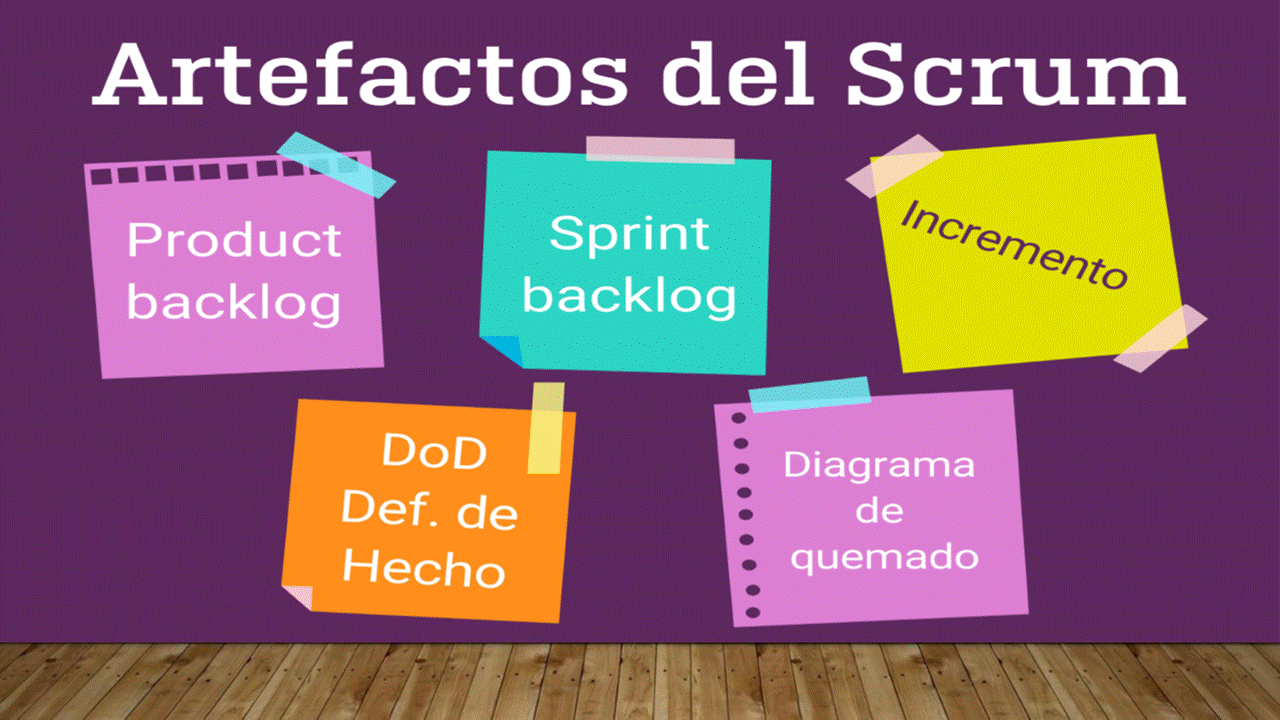 Artefactos del Scrum
Product
backlog
Sprint
backlog
Incremento
DoD
Def. de
Hecho
Diagrama
de
quemado